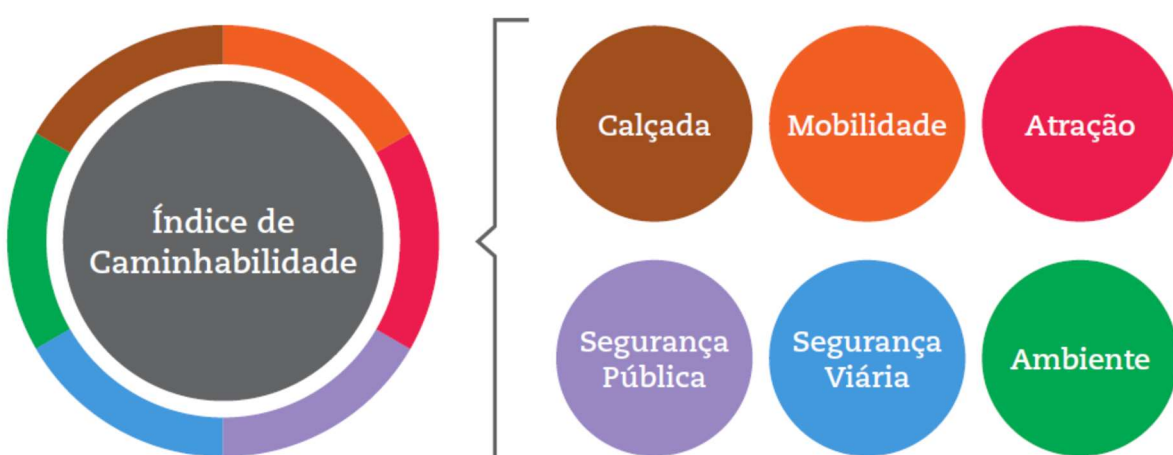 Índice de
Caminhabilidade
Calçada
Mobilidade
Atração
Segurança
Pública
Segurança
Viária
Ambiente